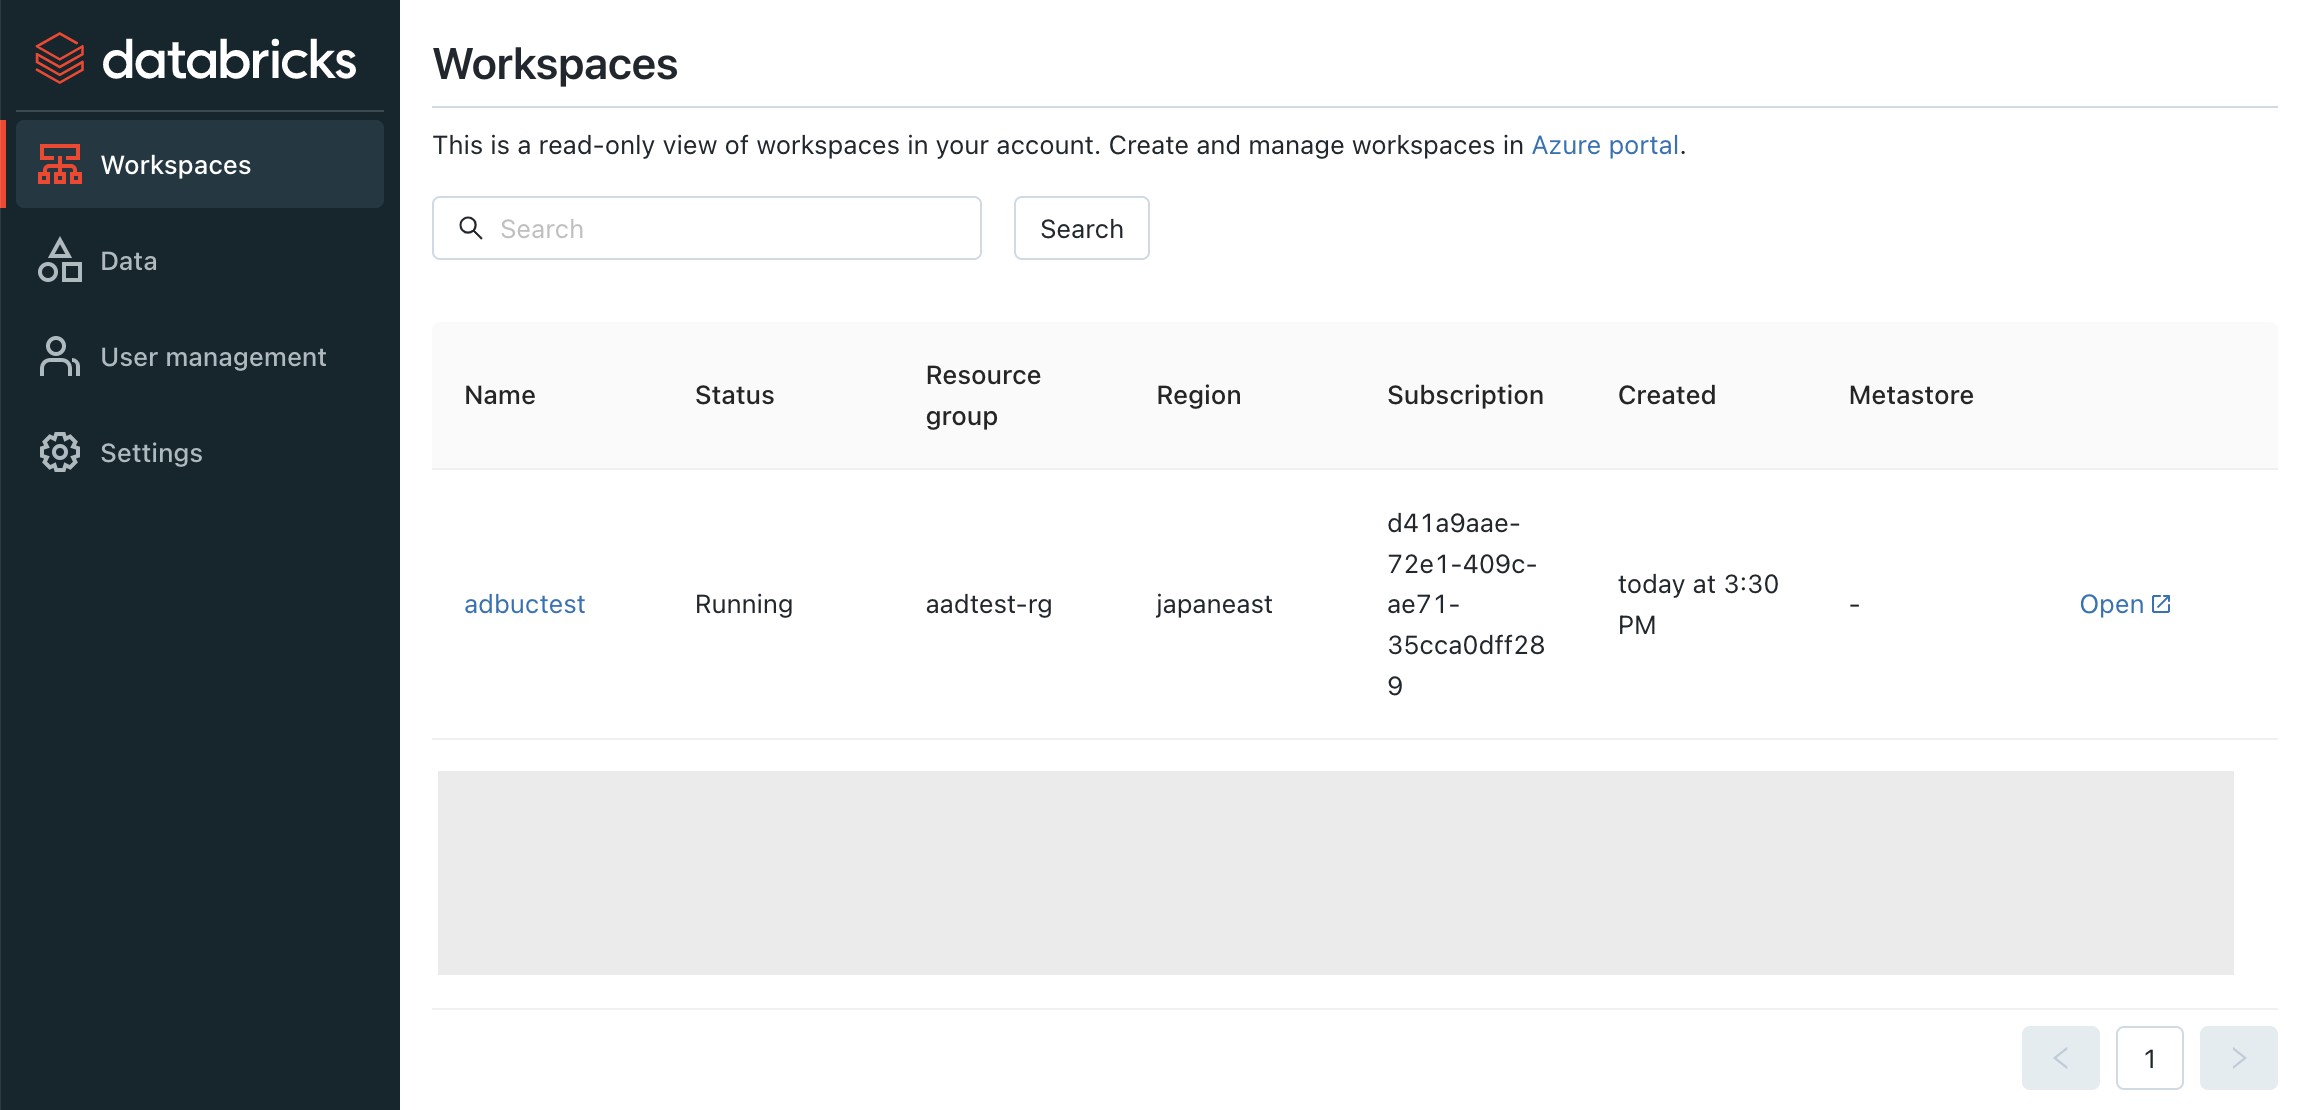 databricks
Workspaces
Data
User management
Settings
Workspaces
This is a read-only view of workspaces in your account. Create and manage workspaces in Azure portal.
Search Search
Name Status Resource group Region Subscription Created Metastore
adbuctest Running aadtest-rg japaneast d41a9aae-72e1-409c-ae71-35cca0dff289 today at 3:30 PM - Open
< 1 >